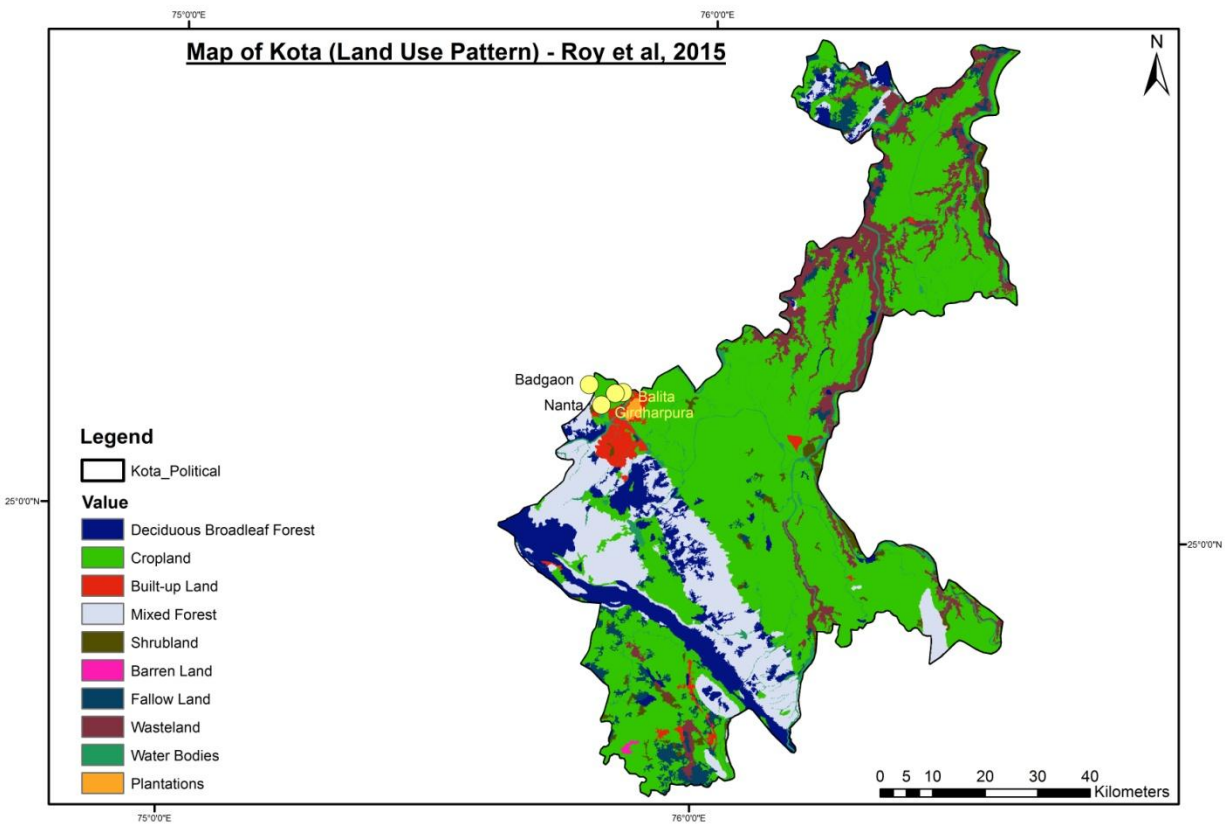 75°0'0"E
76°0'0"E
Map of Kota (Land Use Pattern) - Roy et al, 2015
N
Badgaon
Balita
Nanta
Girdharpura
Legend
Kota_Political
Value
25°0'0"N
Deciduous Broadleaf Forest
25°0'0"N
Cropland
Built-up Land
Mixed Forest
Shrubland
Barren Land
Fallow Land
Wasteland
Water Bodies
Plantations
0 5 10 20 30 40
Kilometers
75°0'0"E
76°0'0"E